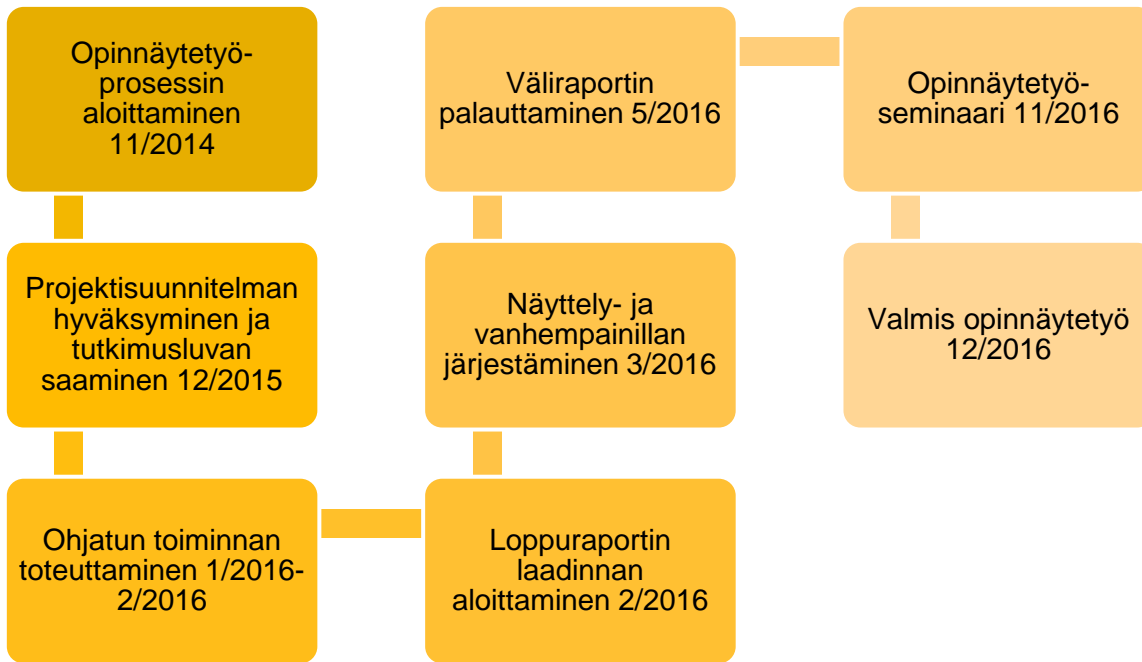 Opinnäytetyö-
prosessin
aloittaminen
11/2014
Projektisuunnitelman
hyväksyminen ja
tutkimusluvan
saaminen 12/2015
Ohjatun toiminnan
toteuttaminen 1/2016-
2/2016
Loppuraportin
laadinnan
aloittaminen 2/2016
Näyttely- ja
vanhempainillan
järjestäminen 3/2016
Väliraportin
palauttaminen 5/2016
Opinnäytetyö-
seminaari 11/2016
Valmis opinnäytetyö
12/2016